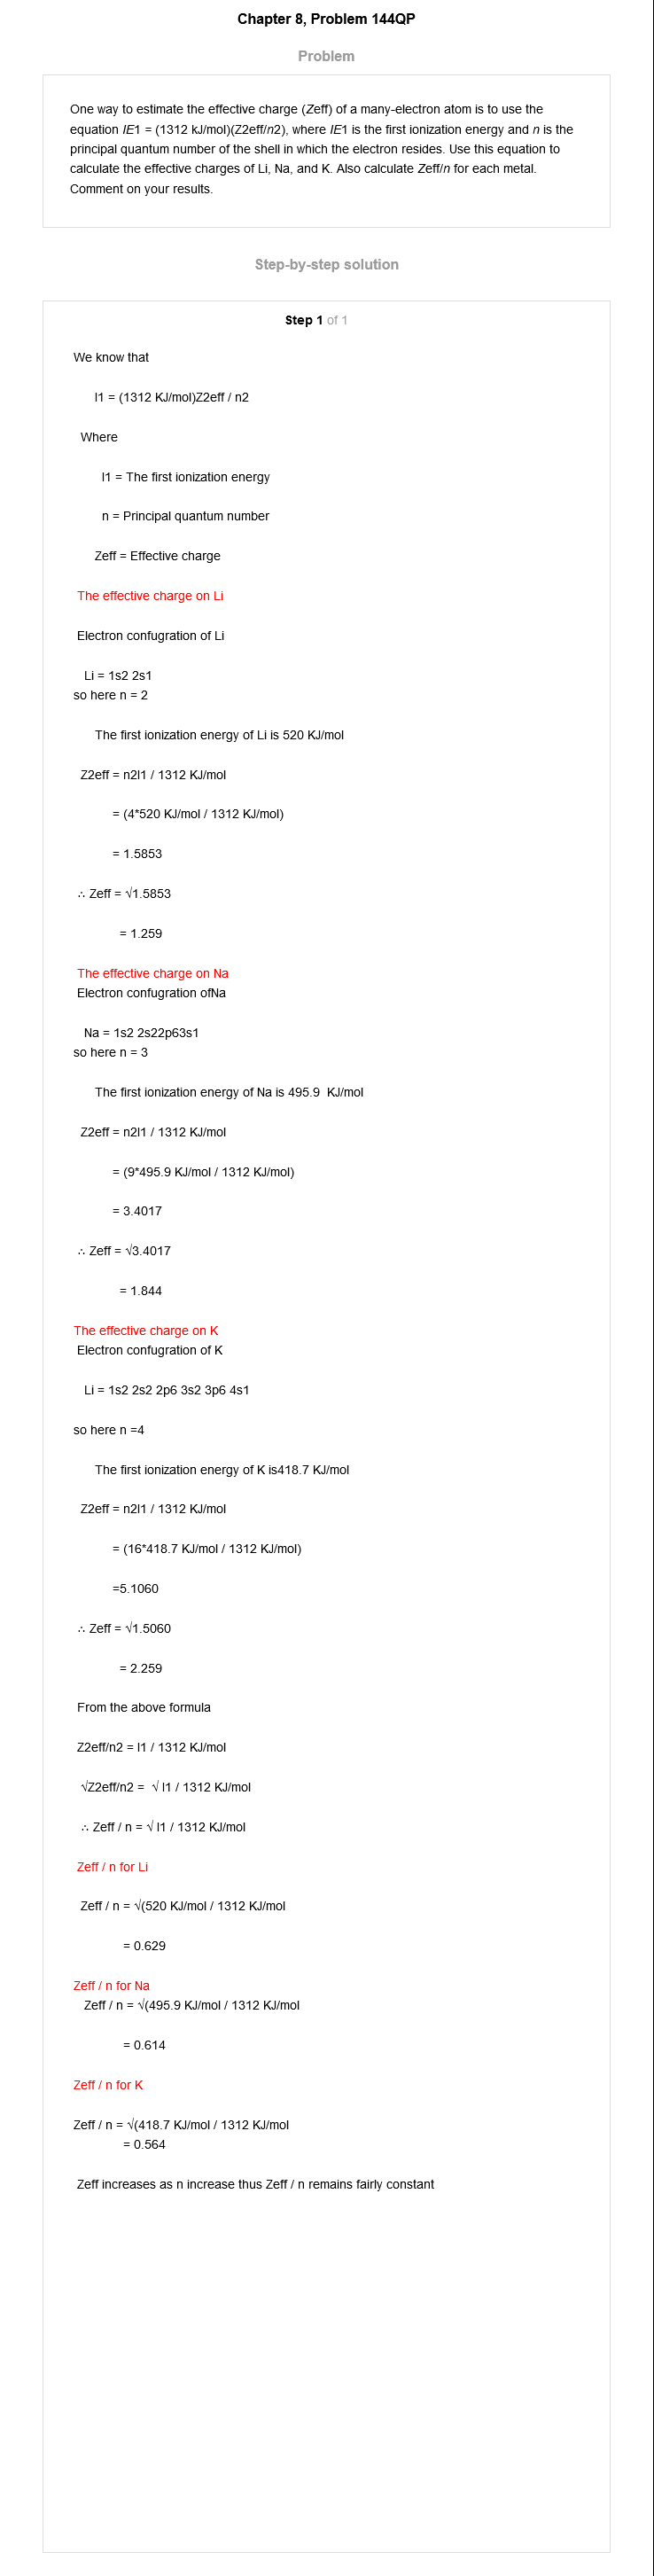 Chapter 8, Problem 144QP
Problem
One way to estimate the effective charge (Zeff) of a many-electron atom is to use the
equation IE1 = (1312 kJ/mol)(Z2eff/n2), where IE1 is the first ionization energy and n is the
principal quantum number of the shell in which the electron resides. Use this equation to
calculate the effective charges of Li, Na, and K. Also calculate Zeff/n for each metal.
Comment on your results.
Step-by-step solution
Step 1 of 1
We know that
I1 = (1312 KJ/mol)Z2eff / n2
Where
I1 = The first ionization energy
n = Principal quantum number
Zeff = Effective charge
The effective charge on Li
Electron confugration of Li
Li = 1s2 2s1
so here n = 2
The first ionization energy of Li is 520 KJ/mol
Z2eff = n2I1 / 1312 KJ/mol
= (4*520 KJ/mol / 1312 KJ/mol)
= 1.5853
∴ Zeff = √1.5853
= 1.259
The effective charge on Na
Electron confugration ofNa
Na = 1s2 2s22p63s1
so here n = 3
The first ionization energy of Na is 495.9  KJ/mol
Z2eff = n2I1 / 1312 KJ/mol
= (9*495.9 KJ/mol / 1312 KJ/mol)
= 3.4017
∴ Zeff = √3.4017
= 1.844
The effective charge on K
Electron confugration of K
Li = 1s2 2s2 2p6 3s2 3p6 4s1
so here n =4
The first ionization energy of K is418.7 KJ/mol
Z2eff = n2I1 / 1312 KJ/mol
= (16*418.7 KJ/mol / 1312 KJ/mol)
=5.1060
∴ Zeff = √1.5060
= 2.259
From the above formula
Z2eff/n2 = I1 / 1312 KJ/mol
√Z2eff/n2 =  √ I1 / 1312 KJ/mol
∴ Zeff / n = √ I1 / 1312 KJ/mol
Zeff / n for Li
Zeff / n = √(520 KJ/mol / 1312 KJ/mol
= 0.629
Zeff / n for Na
Zeff / n = √(495.9 KJ/mol / 1312 KJ/mol
= 0.614
Zeff / n for K
Zeff / n = √(418.7 KJ/mol / 1312 KJ/mol
= 0.564
Zeff increases as n increase thus Zeff / n remains fairly constant